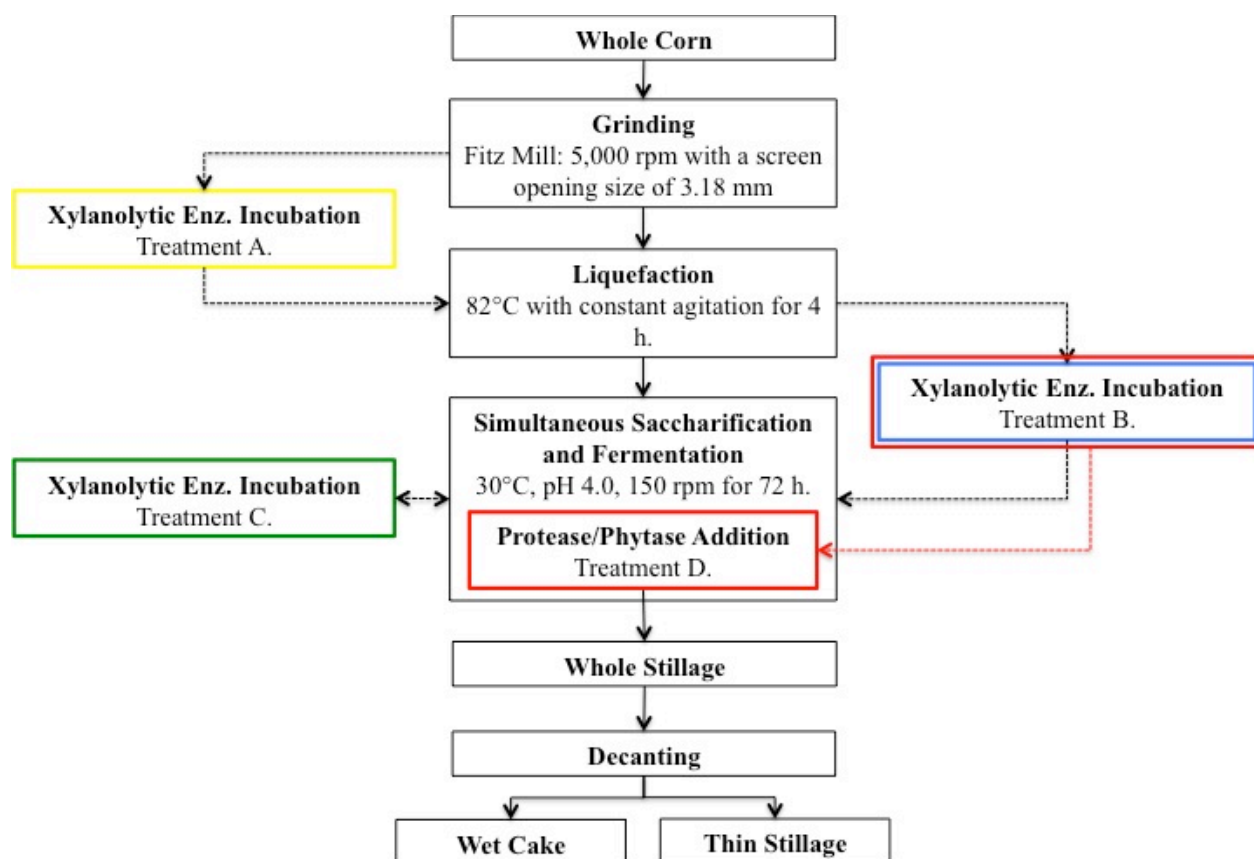 Whole Corn
Grinding
Fitz Mill: 5,000 rpm with a screen
opening size of 3.18 mm
Xylanolytic Enz. Incubation
Treatment A.
Liquefaction
82°C with constant agitation for 4
h.
Xylanolytic Enz. Incubation
Treatment B.
Simultaneous Saccharification
and Fermentation
30°C, pH 4.0, 150 rpm for 72 h.
Xylanolytic Enz. Incubation
Treatment C.
Protease/Phytase Addition
Treatment D.
Whole Stillage
Decanting
Wet Cake
Thin Stillage